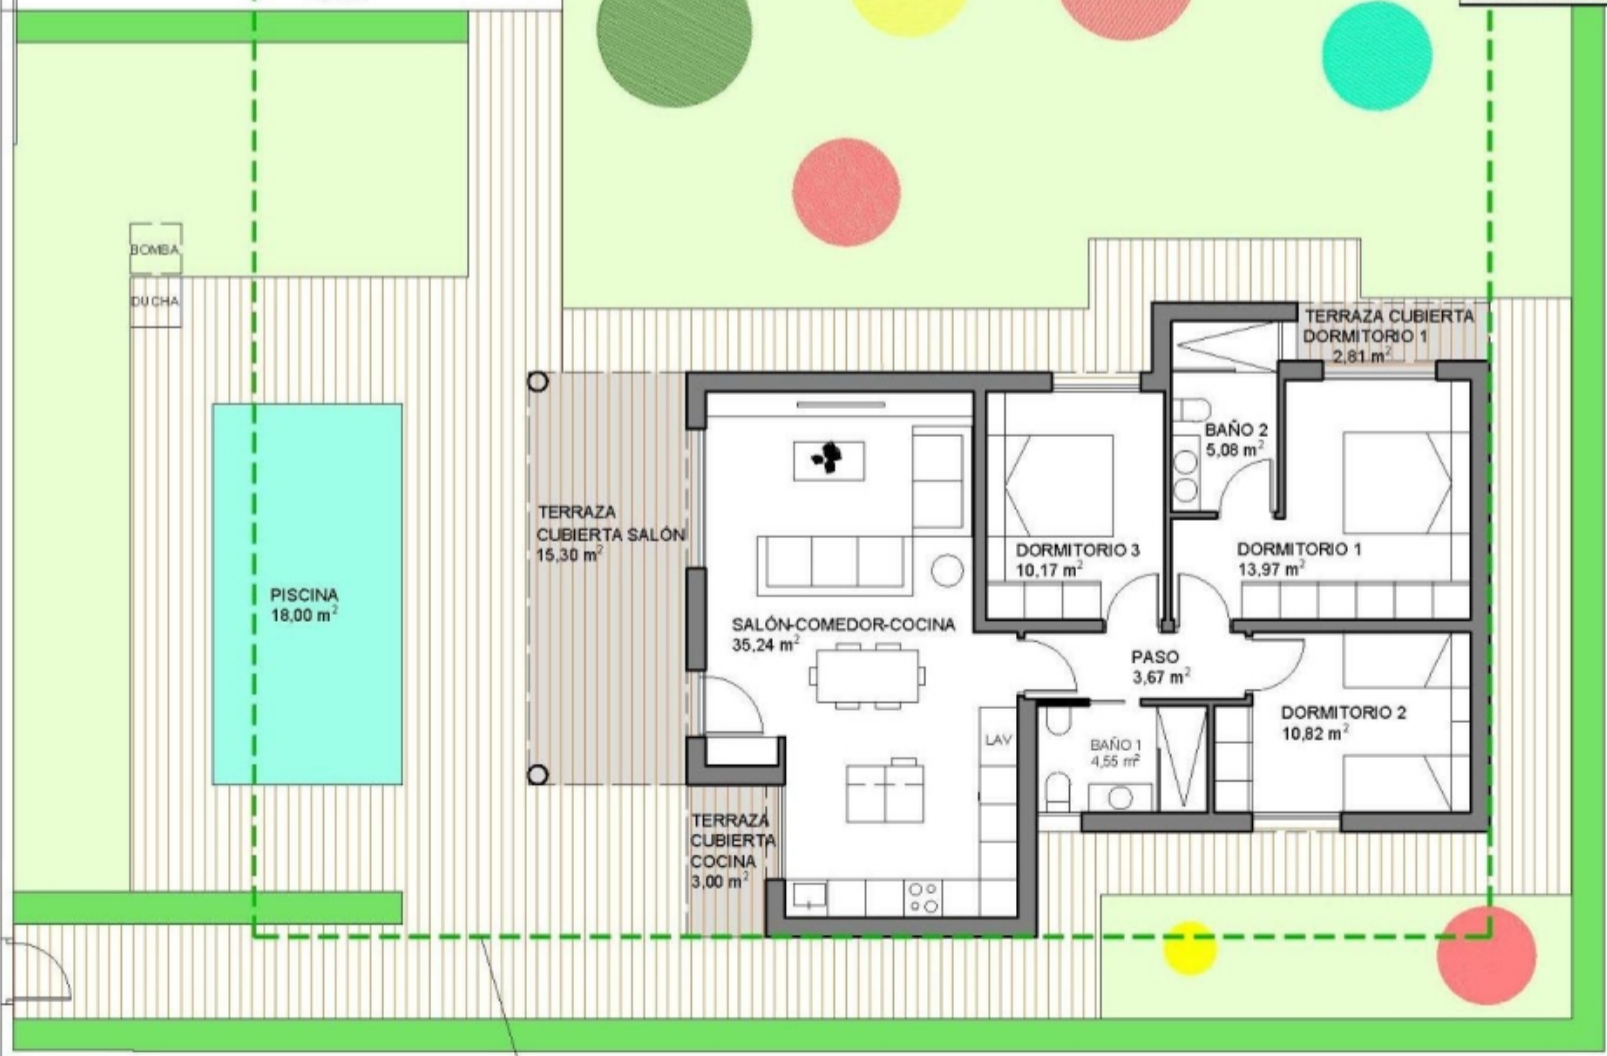 BOMBA
DUCHA
PISCINA
18,00 m²
TERRAZA
CUBIERTA SALÓN
15,30 m²
TERRAZA
CUBIERTA
COCINA
3,00 m²
SALÓN-COMEDOR-COCINA
35,24 m²
LAV
DORMITORIO 3
10,17 m²
BAÑO 2
5,08 m²
TERRAZA CUBIERTA
DORMITORIO 1
2,81 m²
DORMITORIO 1
13,97 m²
PASO
3,67 m²
BAÑO 1
4,55 m²
DORMITORIO 2
10,82 m²